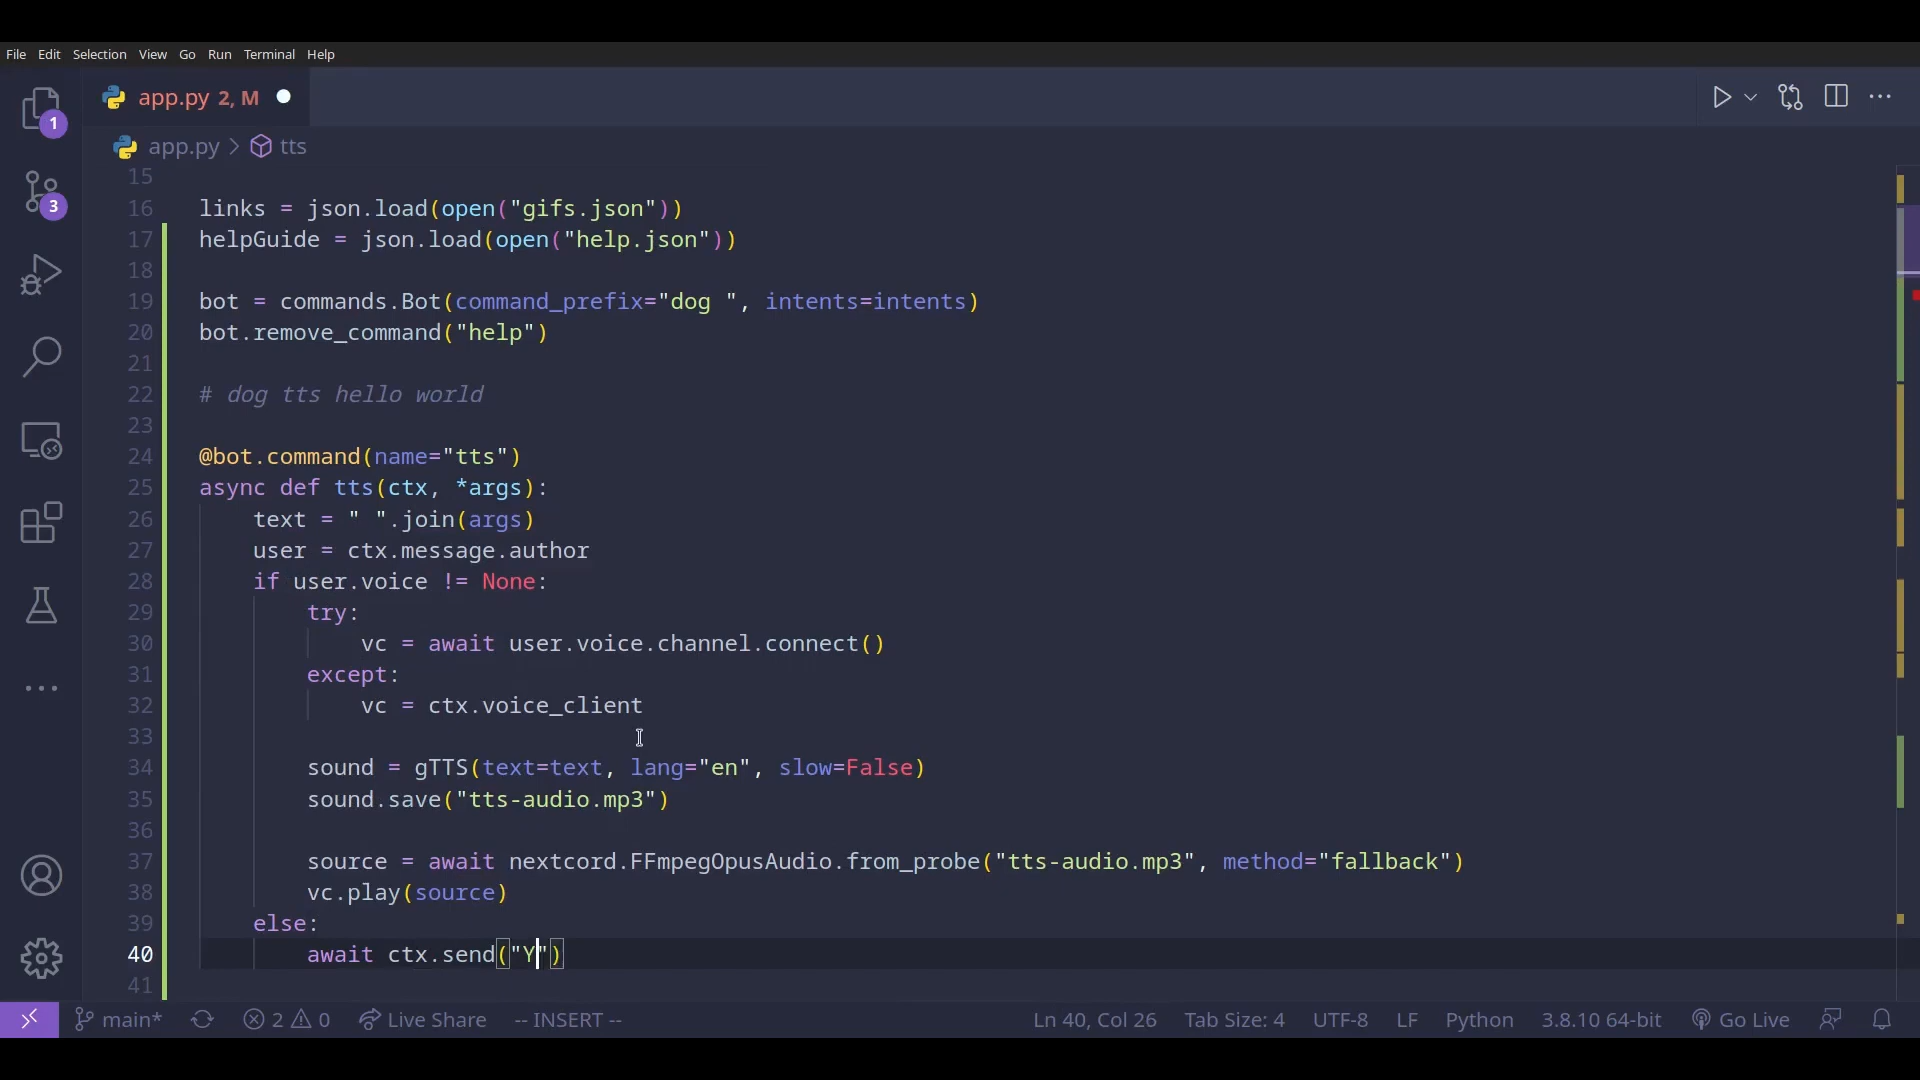 File Edit Selection View Go Run Terminal Help
app.py 2, M
app.py > tts
15
16 links = json.load(open("gifs.json"))
17 helpGuide = json.load(open("help.json"))
18
19 bot = commands.Bot(command_prefix="dog ", intents=intents)
20 bot.remove_command("help")
21
22 # dog tts hello world
23
24 @bot.command(name="tts")
25 async def tts(ctx, *args):
26     text = " ".join(args)
27     user = ctx.message.author
28     if user.voice != None:
29         try:
30             vc = await user.voice.channel.connect()
31         except:
32             vc = ctx.voice_client
33
34         sound = gTTS(text=text, lang="en", slow=False)
35         sound.save("tts-audio.mp3")
36
37         source = await nextcord.FFmpegOpusAudio.from_probe("tts-audio.mp3", method="fallback")
38         vc.play(source)
39     else:
40         await ctx.send("Y")
41
1
3
main* 2 0 Live Share -- INSERT -- Ln 40, Col 26 Tab Size: 4 UTF-8 LF Python 3.8.10 64-bit Go Live